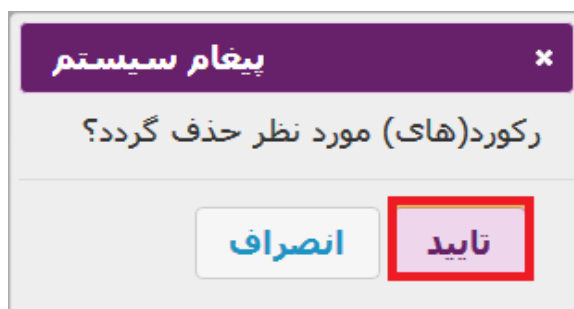 پیغام سیستم
رکورد(های) مورد نظر حذف گردد؟
تایید
انصراف